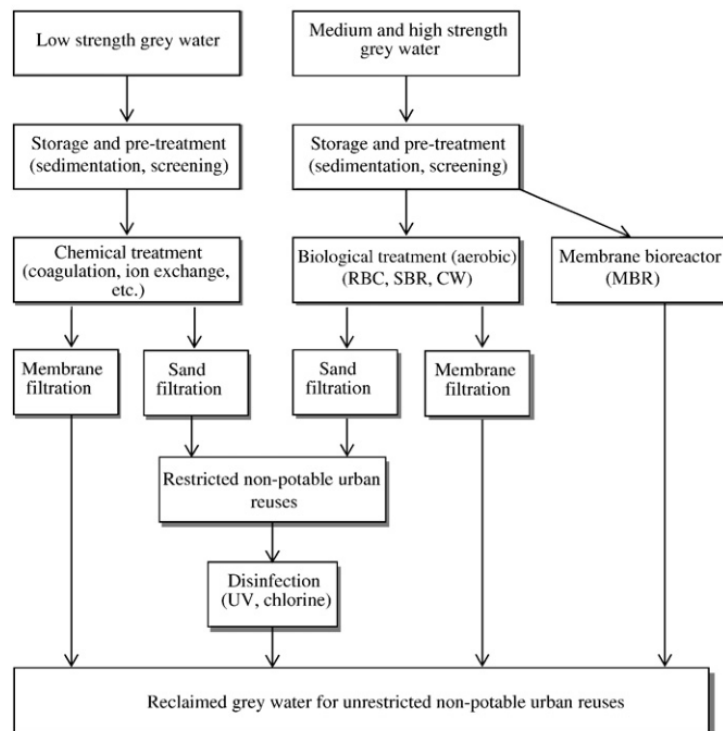 Low strength grey water
Medium and high strength
grey water
Storage and pre-treatment
(sedimentation, screening)
Storage and pre-treatment
(sedimentation, screening)
Chemical treatment
(coagulation, ion exchange,
etc.)
Biological treatment (aerobic)
(RBC, SBR, CW)
Membrane bioreactor
(MBR)
Membrane
filtration
Sand
filtration
Sand
filtration
Membrane
filtration
Restricted non-potable urban
reuses
Disinfection
(UV, chlorine)
Reclaimed grey water for unrestricted non-potable urban reuses